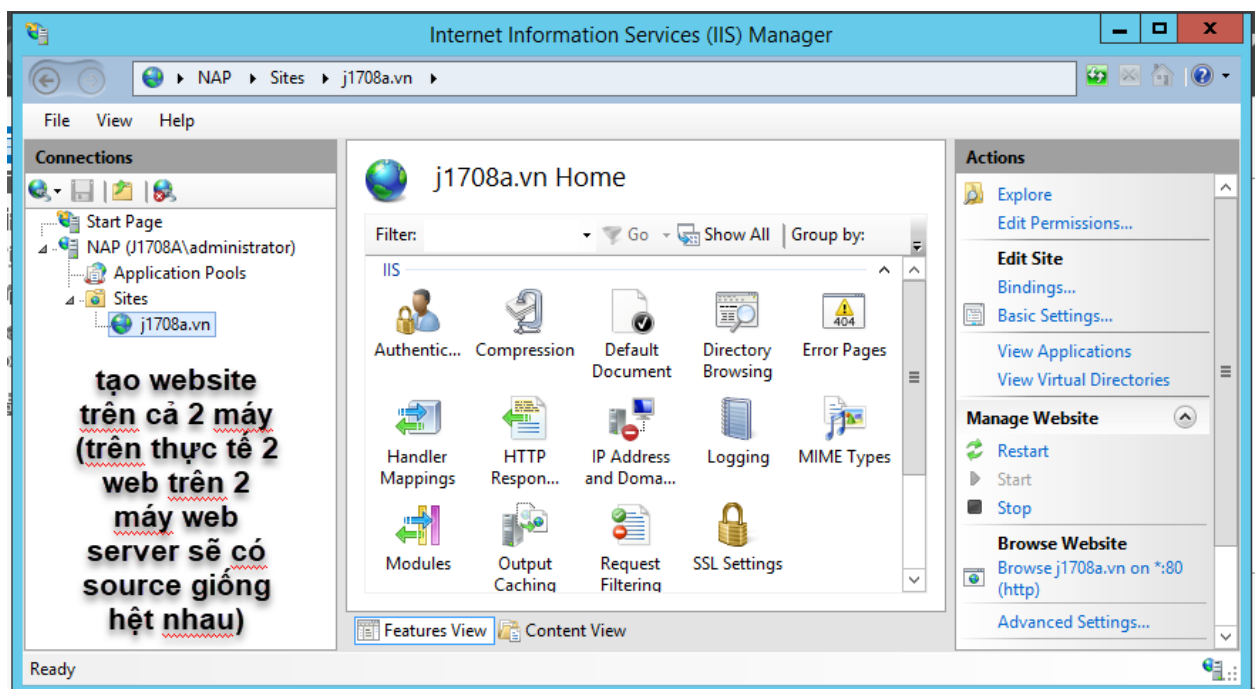 Internet Information Services (IIS) Manager
NAP Sites j1708a.vn
File View Help
Connections
Start Page
NAP (J1708A\administrator)
Application Pools
Sites
j1708a.vn
tạo website
trên cả 2 máy
(trên thực tế 2
web trên 2
máy web
server sẽ có
source giống
hệt nhau)
j1708a.vn Home
Filter: Go Show All Group by:
IIS
Authentic... Compression Default Document Directory Browsing Error Pages
Handler Mappings HTTP Respon... IP Address and Doma... Logging MIME Types
Modules Output Caching Request Filtering SSL Settings
Features View Content View
Actions
Explore
Edit Permissions...
Edit Site
Bindings...
Basic Settings...
View Applications
View Virtual Directories
Manage Website
Restart
Start
Stop
Browse Website
Browse j1708a.vn on *:80
(http)
Advanced Settings...
Ready